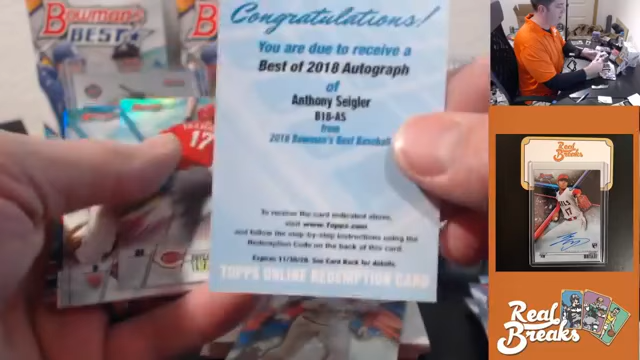 BOWMAN'S
BEST
Congratulations!
You are due to receive a
Best of 2018 Autograph
of
Anthony Seigler
B18-AS
from
2018 Bowman's Best Baseball
17
To receive the card indicated above,
visit www.topps.com
and follow the step-by-step instructions using the
Redemption Code on the back of this card.
Expires 11/30/20. See Card Back for details.
TOPPS ONLINE REDEMPTION CARD
Real
Breaks
17
Real
Breaks